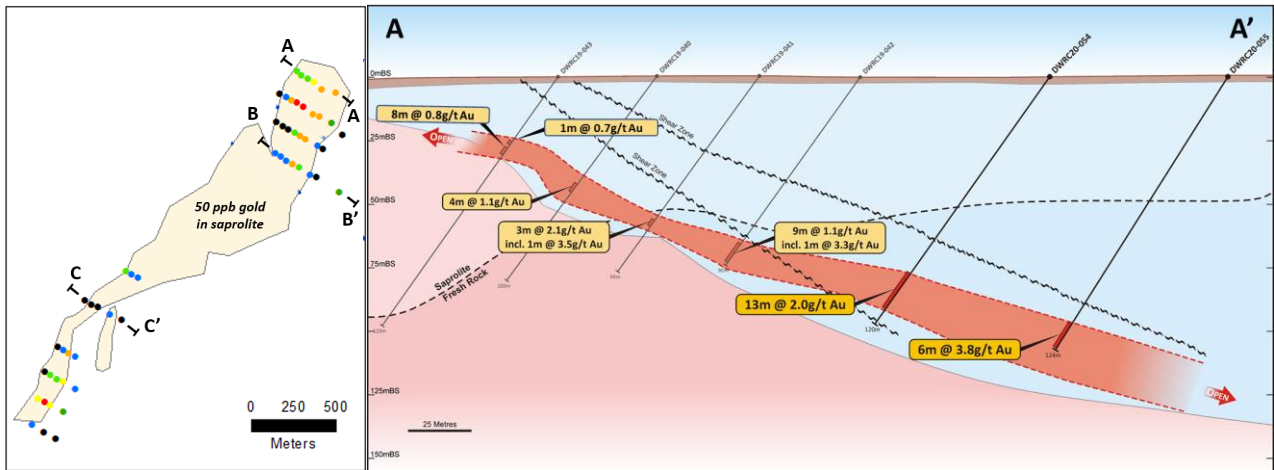 A
A
B
B'
50 ppb gold
in saprolite
C
C'
0 250 500
Meters
A
A'
DWRC19-043
DWRC19-040
DWRC19-041
DWRC19-042
DWRC20-054
DWRC20-055
0mBS
25mBS
50mBS
75mBS
125mBS
150mBS
8m @ 0.8g/t Au
1m @ 0.7g/t Au
Shear Zone
Shear Zone
OPEN
4m @ 1.1g/t Au
3m @ 2.1g/t Au
incl. 1m @ 3.5g/t Au
9m @ 1.1g/t Au
incl. 1m @ 3.3g/t Au
Saprolite
Fresh Rock
13m @ 2.0g/t Au
120m
6m @ 3.8g/t Au
124m
OPEN
25 Metres